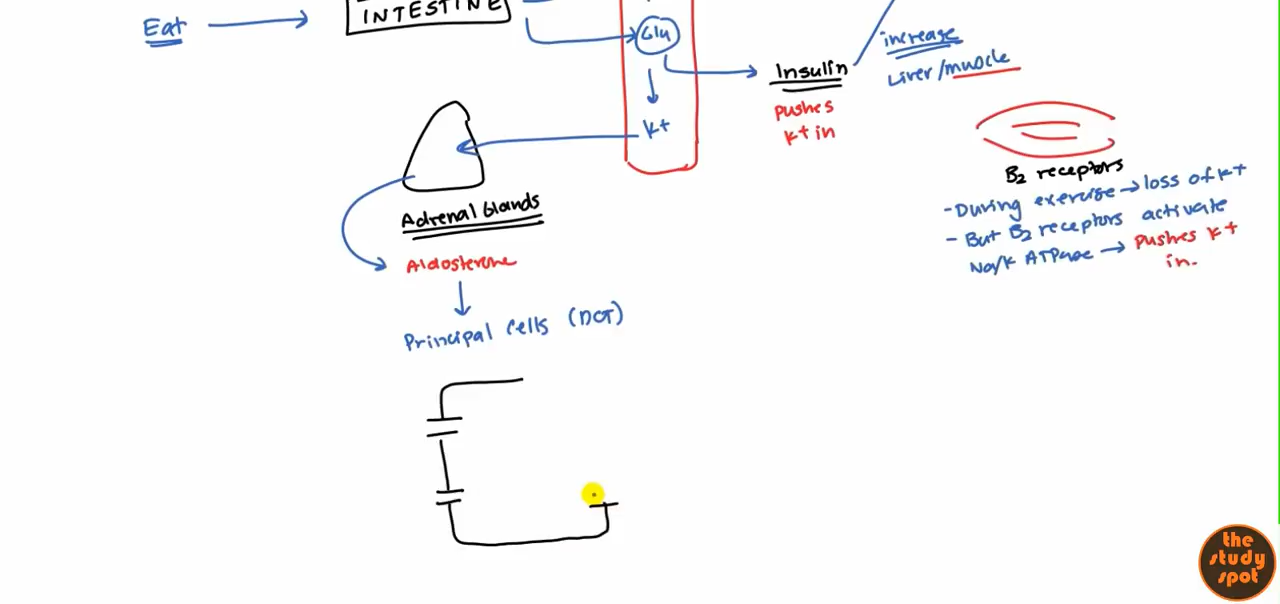 Eat
INTESTINE
Glu
K+
Insulin
pushes
K+ in
increase
Liver/muscle
B2 receptors
-During exercise → loss of K+
- But B2 receptors activate
Na/K ATPase → pushes K+
in.
Adrenal Glands
Aldosterone
Principal cells (DCT)
the
study
spot